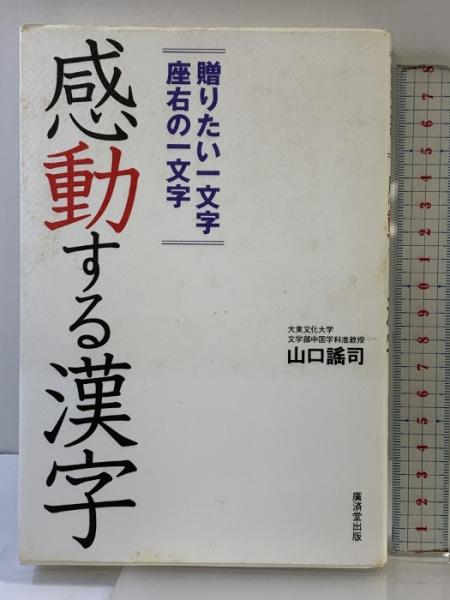 贈りたい一文字
座右の一文字
感動する漢字
大東文化大学
文学部中国学科准教授
山口謠司
廣済堂出版